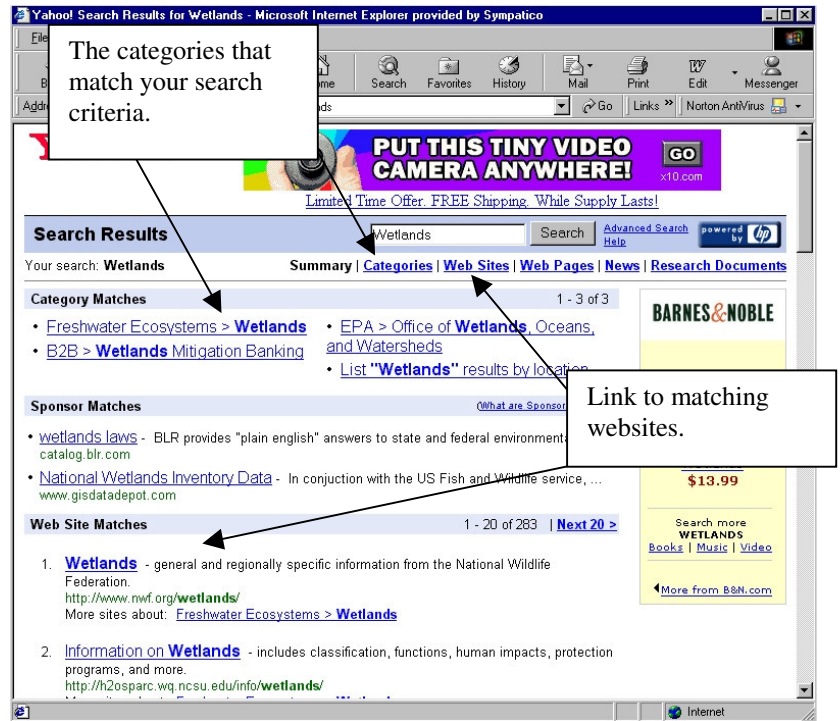 Yahoo! Search Results for Wetlands - Microsoft Internet Explorer provided by Sympatico
The categories that
match your search
criteria.
Search Favorites History Mail Print Edit Messenger
Go Links » Norton AntiVirus
PUT THIS TINY VIDEO
CAMERA ANYWHERE!
GO
x10.com
Limited Time Offer. FREE Shipping. While Supply Lasts!
Search Results
Wetlands
Search
Advanced Search
Help
powered
by hp
Your search: Wetlands
Summary | Categories | Web Sites | Web Pages | News | Research Documents
Category Matches 1 - 3 of 3
• Freshwater Ecosystems > Wetlands
• B2B > Wetlands Mitigation Banking
• EPA > Office of Wetlands, Oceans,
and Watersheds
• List "Wetlands" results by location
BARNES&NOBLE
Link to matching
websites.
Sponsor Matches (What are Sponsor
• wetlands laws - BLR provides "plain english" answers to state and federal
catalog.blr.com
• National Wetlands Inventory Data - In conjuction with the US Fish and Wildlife service, ...
www.gisdatadepot.com
$13.99
Search more
WETLANDS
Books | Music | Video
More from B&N.com
Web Site Matches 1 - 20 of 283 | Next 20 >
1. Wetlands - general and regionally specific information from the National Wildlife
Federation.
http://www.nwf.org/wetlands/
More sites about: Freshwater Ecosystems > Wetlands
2. Information on Wetlands - includes classification, functions, human impacts, protection
programs, and more.
http://h2osparc.wq.ncsu.edu/info/wetlands/
Internet